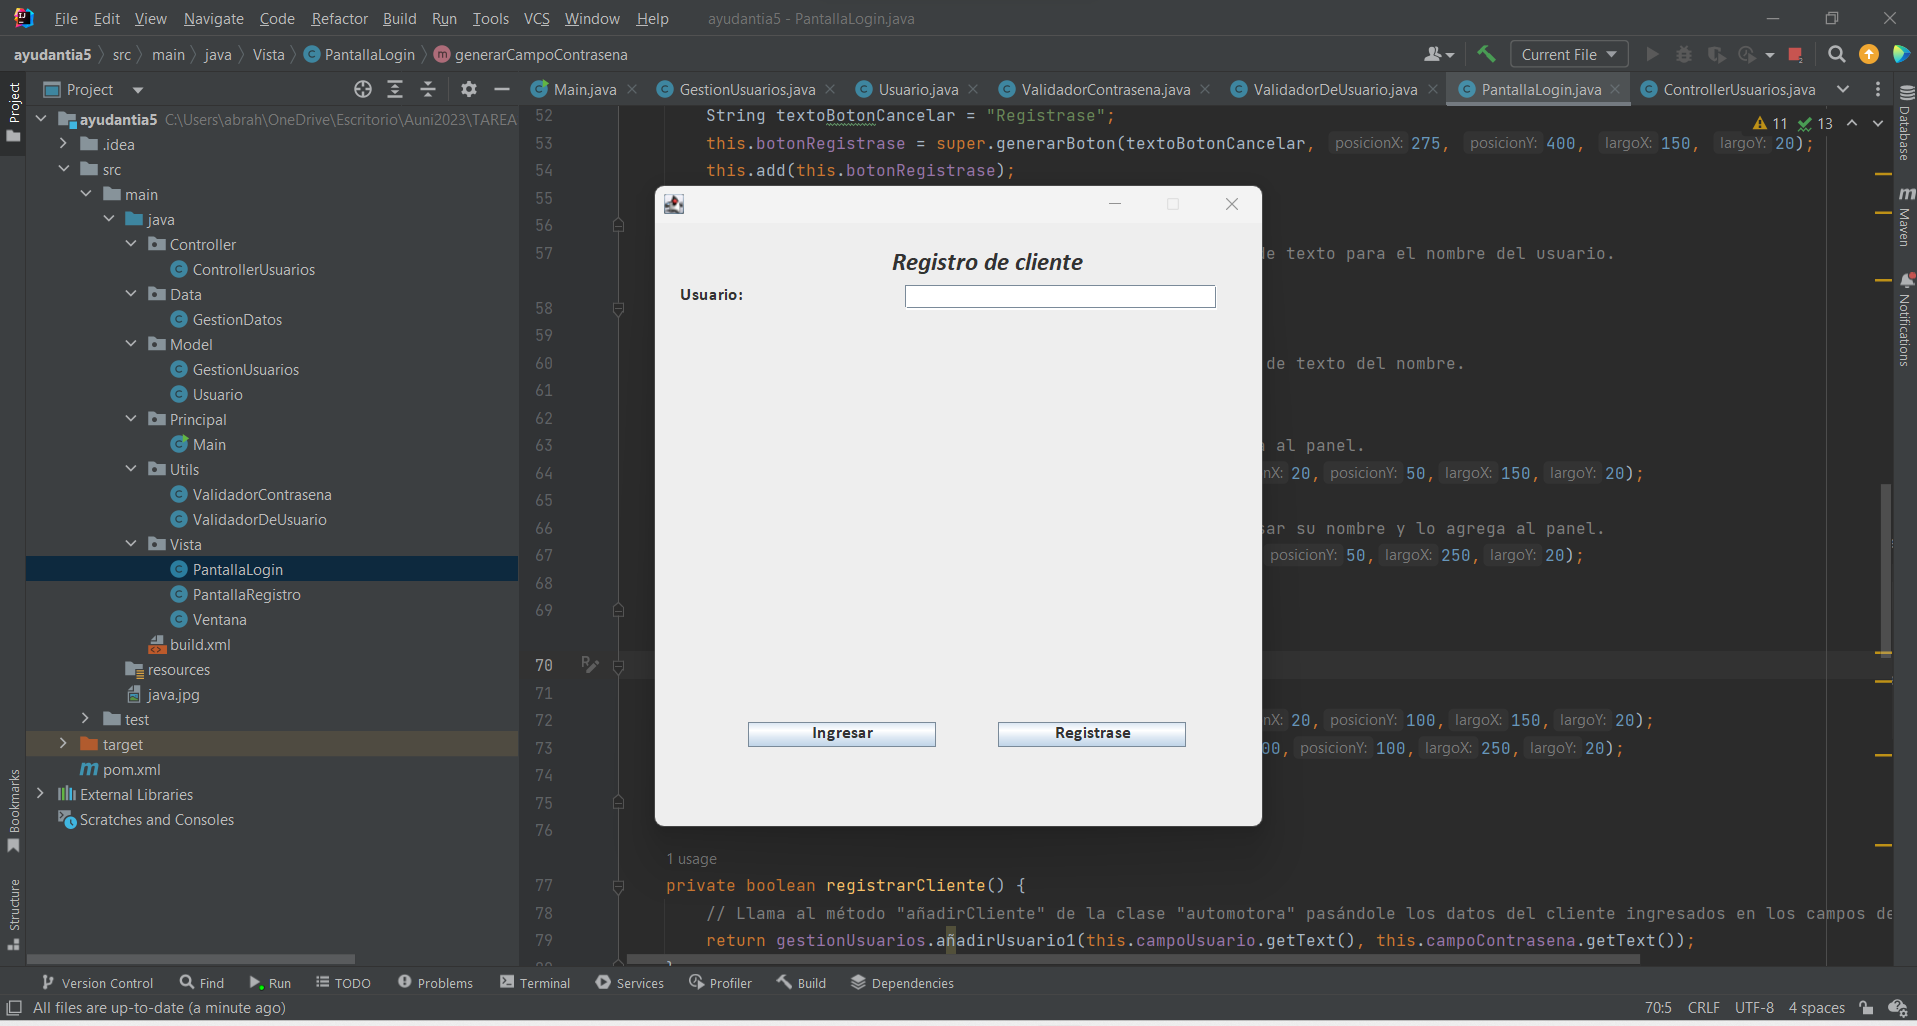 File Edit View Navigate Code Refactor Build Run Tools VCS Window Help ayudantia5 - PantallaLogin.java
ayudantia5 src main java Vista PantallaLogin generarCampoContrasena Current File
Project Main.java GestionUsuarios.java Usuario.java ValidadorContrasena.java ValidadorDeUsuario.java PantallaLogin.java ControllerUsuarios.java
Project
ayudantia5 C:\Users\abrah\OneDrive\Escritorio\Auni2023\TAREA
.idea
src
main
java
Controller
ControllerUsuarios
Data
GestionDatos
Model
GestionUsuarios
Usuario
Principal
Main
Utils
ValidadorContrasena
ValidadorDeUsuario
Vista
PantallaLogin
PantallaRegistro
Ventana
build.xml
resources
java.jpg
test
target
pom.xml
External Libraries
Scratches and Consoles
Bookmarks
Structure
11 13
52 String textoBotonCancelar = "Registrase";
53 this.botonRegistrase = super.generarBoton(textoBotonCancelar, posicionX: 275, posicionY: 400, largoX: 150, largoY: 20);
54 this.add(this.botonRegistrase);
55
56
57 de texto para el nombre del usuario.
58
59
60 de texto del nombre.
61
62
63 a al panel.
64 nX: 20, posicionY: 50, largoX: 150, largoY: 20);
65
66 sar su nombre y lo agrega al panel.
67 posicionY: 50, largoX: 250, largoY: 20);
68
69
70
71
72 nX: 20, posicionY: 100, largoX: 150, largoY: 20);
73 00, posicionY: 100, largoX: 250, largoY: 20);
74
75
76
1 usage
77 private boolean registrarCliente() {
78 // Llama al método "añadirCliente" de la clase "automotora" pasándole los datos del cliente ingresados en los campos de
79 return gestionUsuarios.añadirUsuario1(this.campoUsuario.getText(), this.campoContrasena.getText());
Registro de cliente
Usuario:
Ingresar Registrase
Database
Maven
Notifications
Version Control Find Run TODO Problems Terminal Services Profiler Build Dependencies
All files are up-to-date (a minute ago) 70:5 CRLF UTF-8 4 spaces